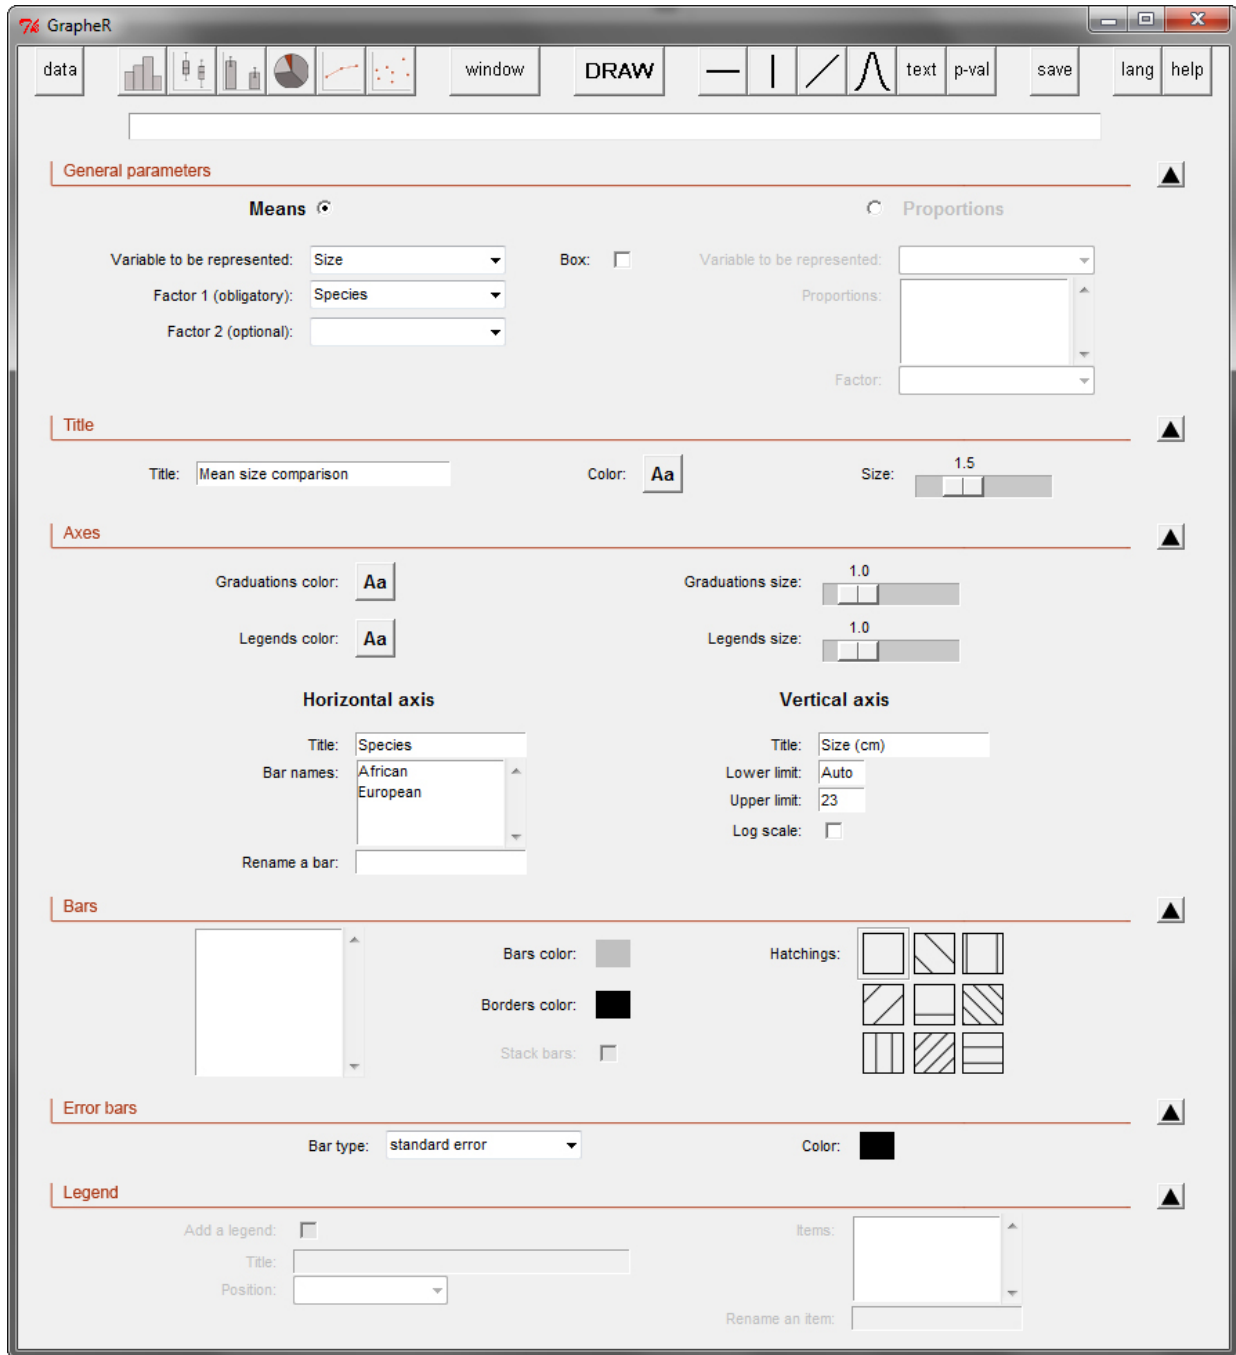 GrapheR
data window DRAW text p-val save lang help
General parameters
Means Proportions
Variable to be represented: Size Box: Variable to be represented:
Factor 1 (obligatory): Species Proportions:
Factor 2 (optional):
Factor:
Title
Title: Mean size comparison Color: Aa Size: 1.5
Axes
Graduations color: Aa Graduations size: 1.0
Legends color: Aa Legends size: 1.0
Horizontal axis Vertical axis
Title: Species Title: Size (cm)
Bar names: African Lower limit: Auto
European Upper limit: 23
Log scale:
Rename a bar:
Bars
Bars color: Hatchings:
Borders color:
Stack bars:
Error bars
Bar type: standard error Color:
Legend
Add a legend: Items:
Title:
Position:
Rename an item: